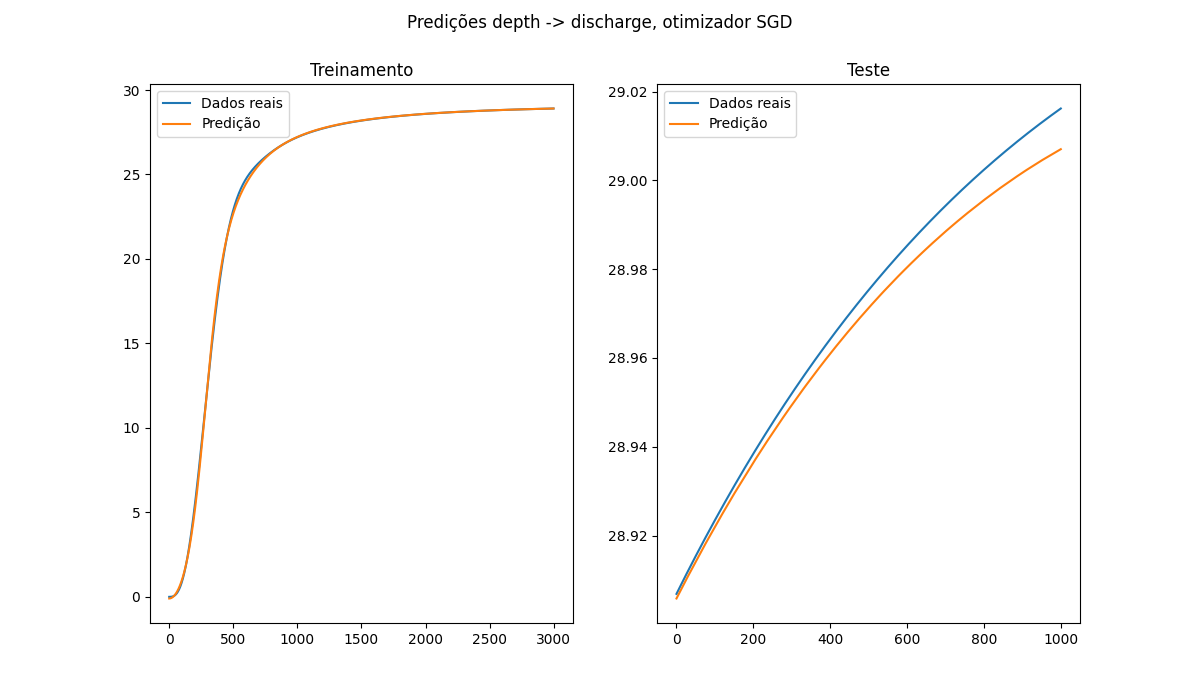 Predições depth -> discharge, otimizador SGD
Treinamento
Dados reais
Predição
30
25
20
15
10
5
0
0 500 1000 1500 2000 2500 3000
Teste
Dados reais
Predição
29.02
29.00
28.98
28.96
28.94
28.92
0 200 400 600 800 1000